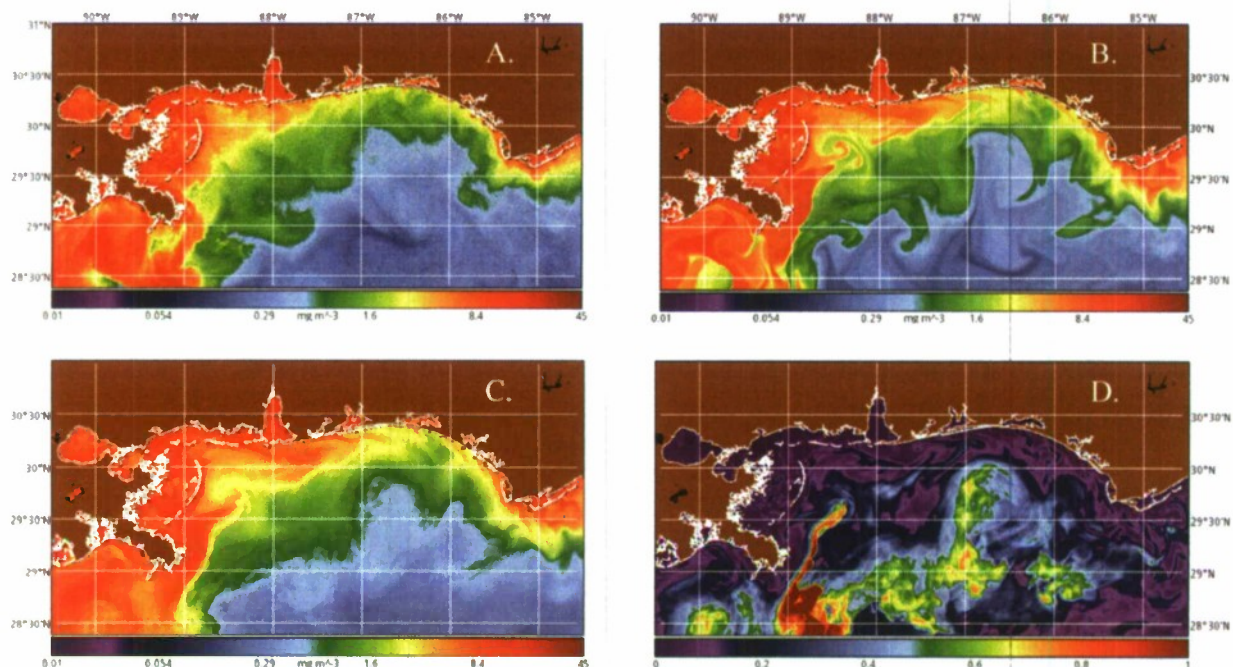 90°W 89°W 88°W 87°W 86°W 85°W 90°W 89°W 88°W 87°W 86°W 85°W
31°N
A. B.
30°30'N 30°30'N
30°N 30°N
29°30'N 29°30'N
29°N 29°N
28°30'N 28°30'N
0.01 0.054 0.29 mg m^-3 1.6 8.4 45 0.01 0.054 0.29 mg m^-3 1.6 8.4 45
C. D.
30°30'N 30°30'N
30°N 30°N
29°30'N 29°30'N
29°N 29°N
28°30'N 28°30'N
0.01 0.054 0.29 mg m^-3 1.6 8.4 45 0 0.2 0.4 0.6 0.8